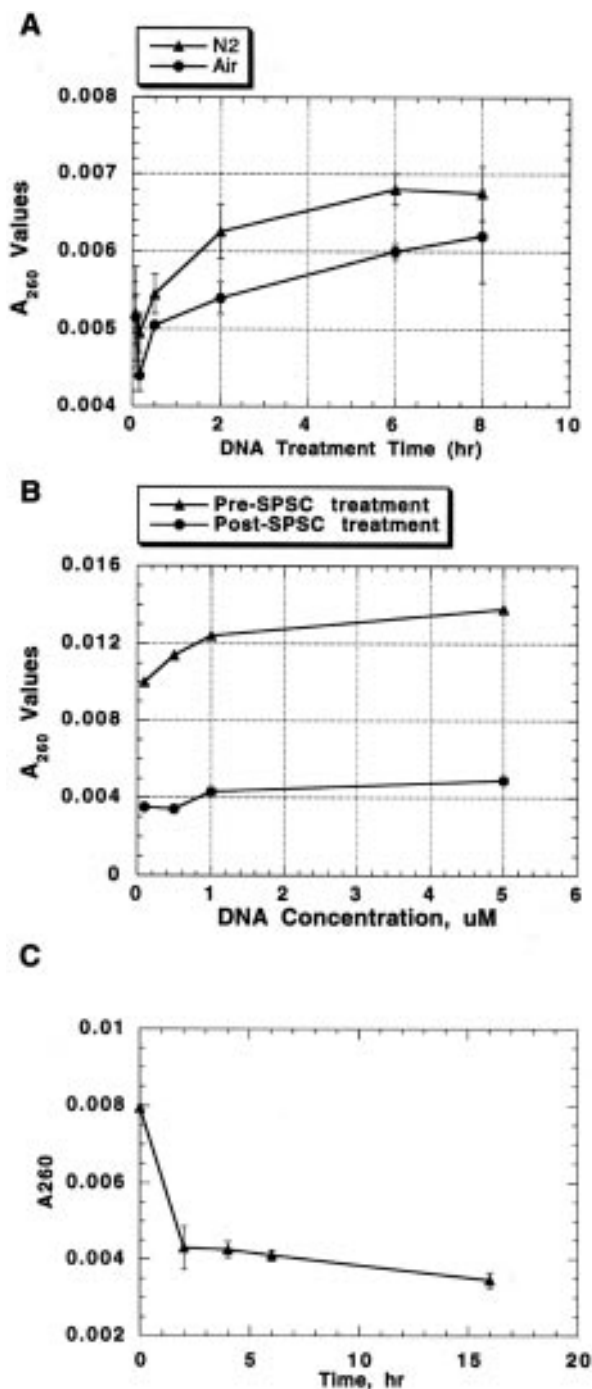 A
N2
Air
0.008
0.007
0.006
0.005
0.004
A260 Values
0 2 4 6 8 10
DNA Treatment Time (hr)
B
Pre-SPSC treatment
Post-SPSC treatment
0.016
0.012
0.008
0.004
0
A260 Values
0 1 2 3 4 5 6
DNA Concentration, uM
C
0.01
0.008
0.006
0.004
0.002
A260
0 5 10 15 20
Time, hr